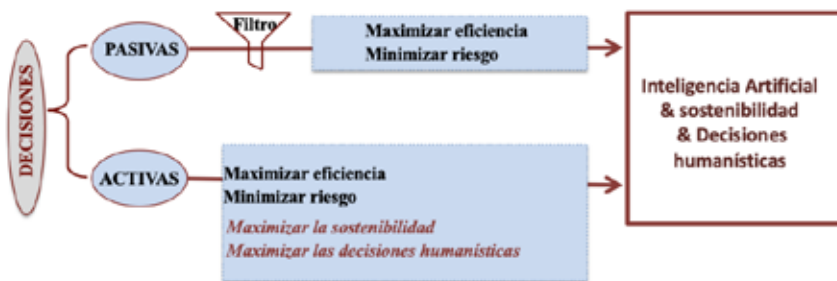 DECISIONES
PASIVAS
Filtro
Maximizar eficiencia
Minimizar riesgo
ACTIVAS
Maximizar eficiencia
Minimizar riesgo
Maximizar la sostenibilidad
Maximizar las decisiones humanísticas
Inteligencia Artificial
& sostenibilidad
& Decisiones
humanísticas